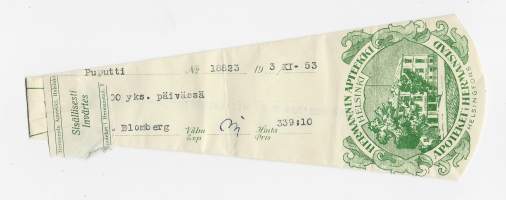 Puputti № 18823 19 3 XI- 53
00 yks. päivässä
. Blomberg Valm. Exp. Hinta Pris 339:10
Sisällisesti
Invärtes
HERMANNIN APTEEKKI
HELSINKI
APOTEKET I HERMANSTAD
HELSINGFORS